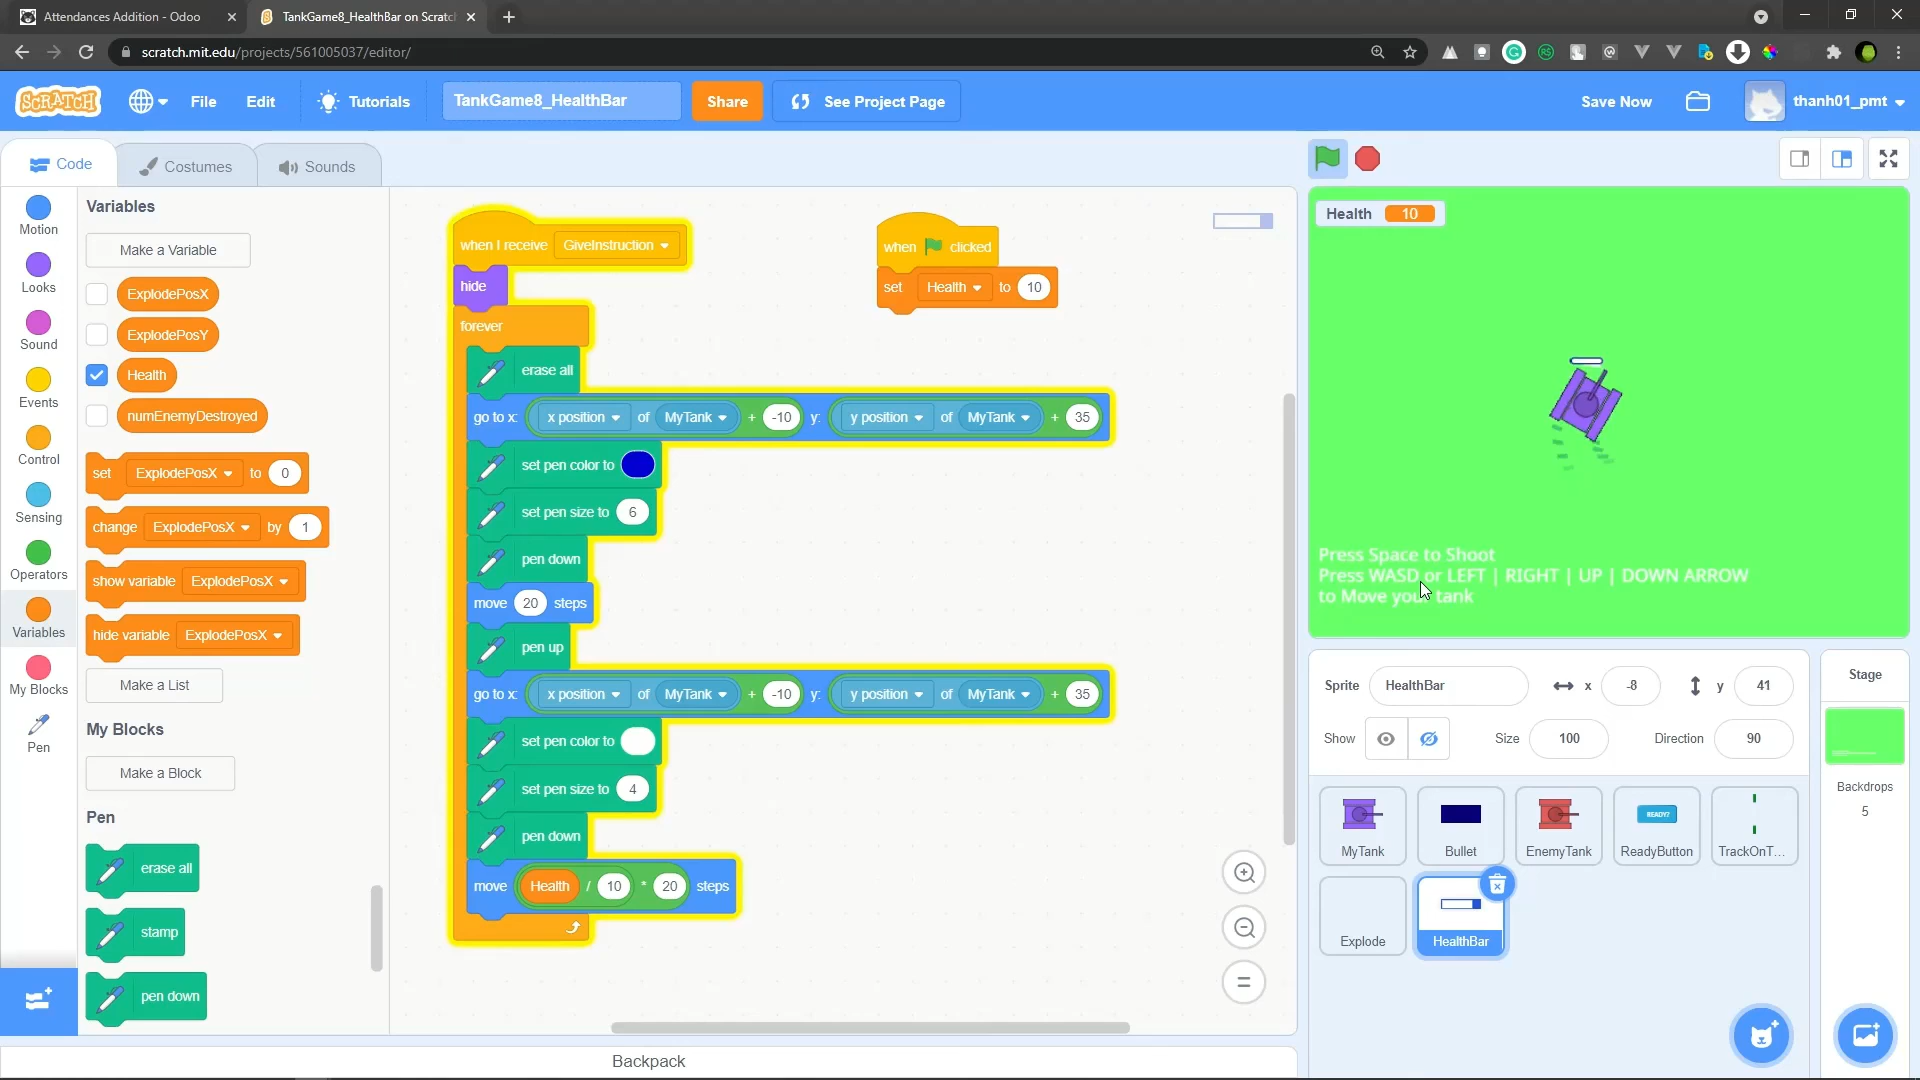 Attendances Addition - Odoo
TankGame8_HealthBar on Scratc
scratch.mit.edu/projects/561005037/editor/
SCRATCH
File
Edit
Tutorials
TankGame8_HealthBar
Share
See Project Page
Save Now
thanh01_pmt
Code
Costumes
Sounds
Motion
Looks
Sound
Events
Control
Sensing
Operators
Variables
My Blocks
Pen
Variables
Make a Variable
ExplodePosX
ExplodePosY
Health
numEnemyDestroyed
set ExplodePosX to 0
change ExplodePosX by 1
show variable ExplodePosX
hide variable ExplodePosX
Make a List
My Blocks
Make a Block
Pen
erase all
stamp
pen down
when I receive GiveInstruction
hide
forever
erase all
go to x: x position of MyTank + -10 y: y position of MyTank + 35
set pen color to
set pen size to 6
pen down
move 20 steps
pen up
go to x: x position of MyTank + -10 y: y position of MyTank + 35
set pen color to
set pen size to 4
pen down
move Health / 10 * 20 steps
when clicked
set Health to 10
Backpack
Health 10
Press Space to Shoot
Press WASD or LEFT | RIGHT | UP | DOWN ARROW
to Move your tank
Sprite HealthBar x -8 y 41
Show Size 100 Direction 90
MyTank
Bullet
EnemyTank
READY?
ReadyButton
TrackOnT...
Explode
HealthBar
Stage
Backdrops
5